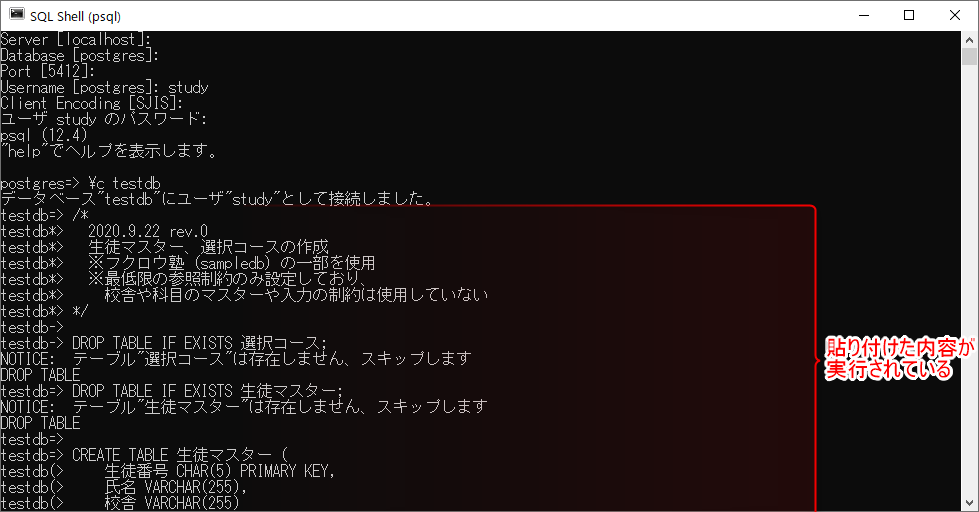 SQL Shell (psql)
Server [localhost]:
Database [postgres]:
Port [5412]:
Username [postgres]: study
Client Encoding [SJIS]:
ユーザ study のパスワード:
psql (12.4)
"help"でヘルプを表示します。

postgres=> \c testdb
データベース"testdb"にユーザ"study"として接続しました。
testdb=> /*
testdb*>   2020.9.22 rev.0
testdb*>   生徒マスター、選択コースの作成
testdb*>   ※フクロウ塾（sampledb）の一部を使用
testdb*>   ※最低限の参照制約のみ設定しており、
testdb*>     校舎や科目のマスターや入力の制約は使用していない
testdb*> */
testdb->
testdb-> DROP TABLE IF EXISTS 選択コース;
NOTICE:  テーブル"選択コース"は存在しません、スキップします
DROP TABLE
testdb=> DROP TABLE IF EXISTS 生徒マスター;
NOTICE:  テーブル"生徒マスター"は存在しません、スキップします
DROP TABLE
testdb=>
testdb=> CREATE TABLE 生徒マスター (
testdb(>     生徒番号 CHAR(5) PRIMARY KEY,
testdb(>     氏名 VARCHAR(255),
testdb(>     校舎 VARCHAR(255)
貼り付けた内容が
実行されている